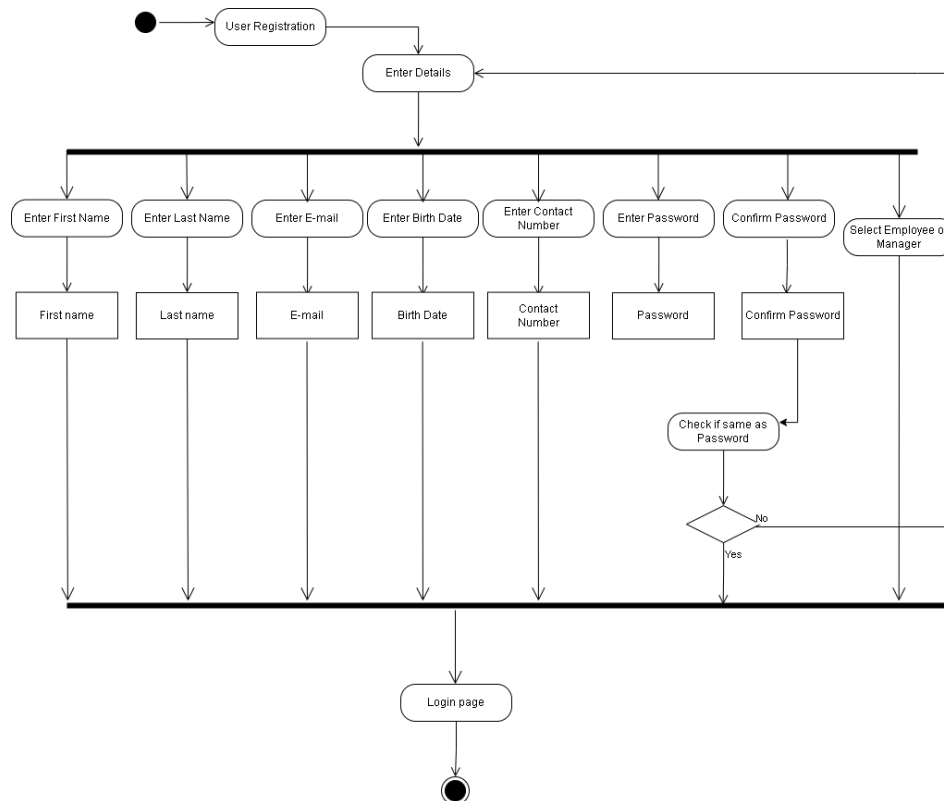 User Registration
Enter Details
Enter First Name
Enter Last Name
Enter E-mail
Enter Birth Date
Enter Contact
Number
Enter Password
Confirm Password
Select Employee o
Manager
First name
Last name
E-mail
Birth Date
Contact
Number
Password
Confirm Password
Check if same as
Password
No
Yes
Login page